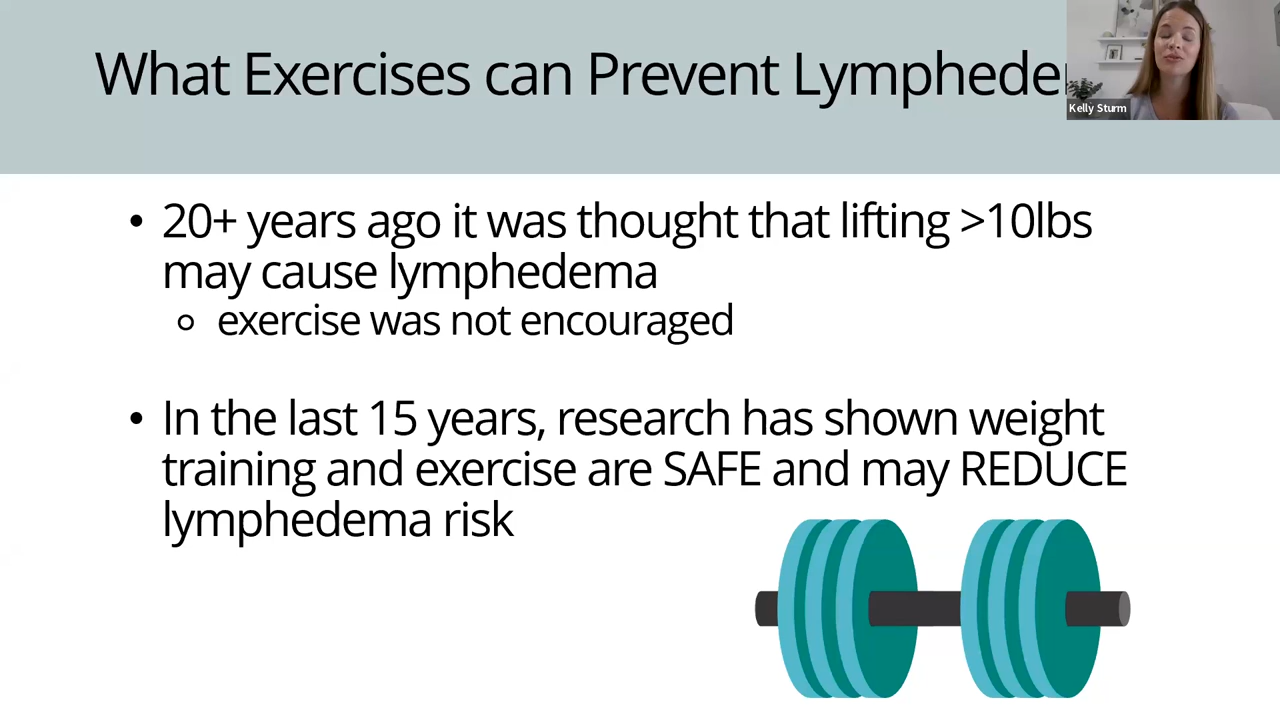 What Exercises can Prevent
Kelly Sturm
• 20+ years ago it was thought that lifting >10lbs
may cause lymphedema
○ exercise was not encouraged
• In the last 15 years, research has shown weight
training and exercise are SAFE and may REDUCE
lymphedema risk